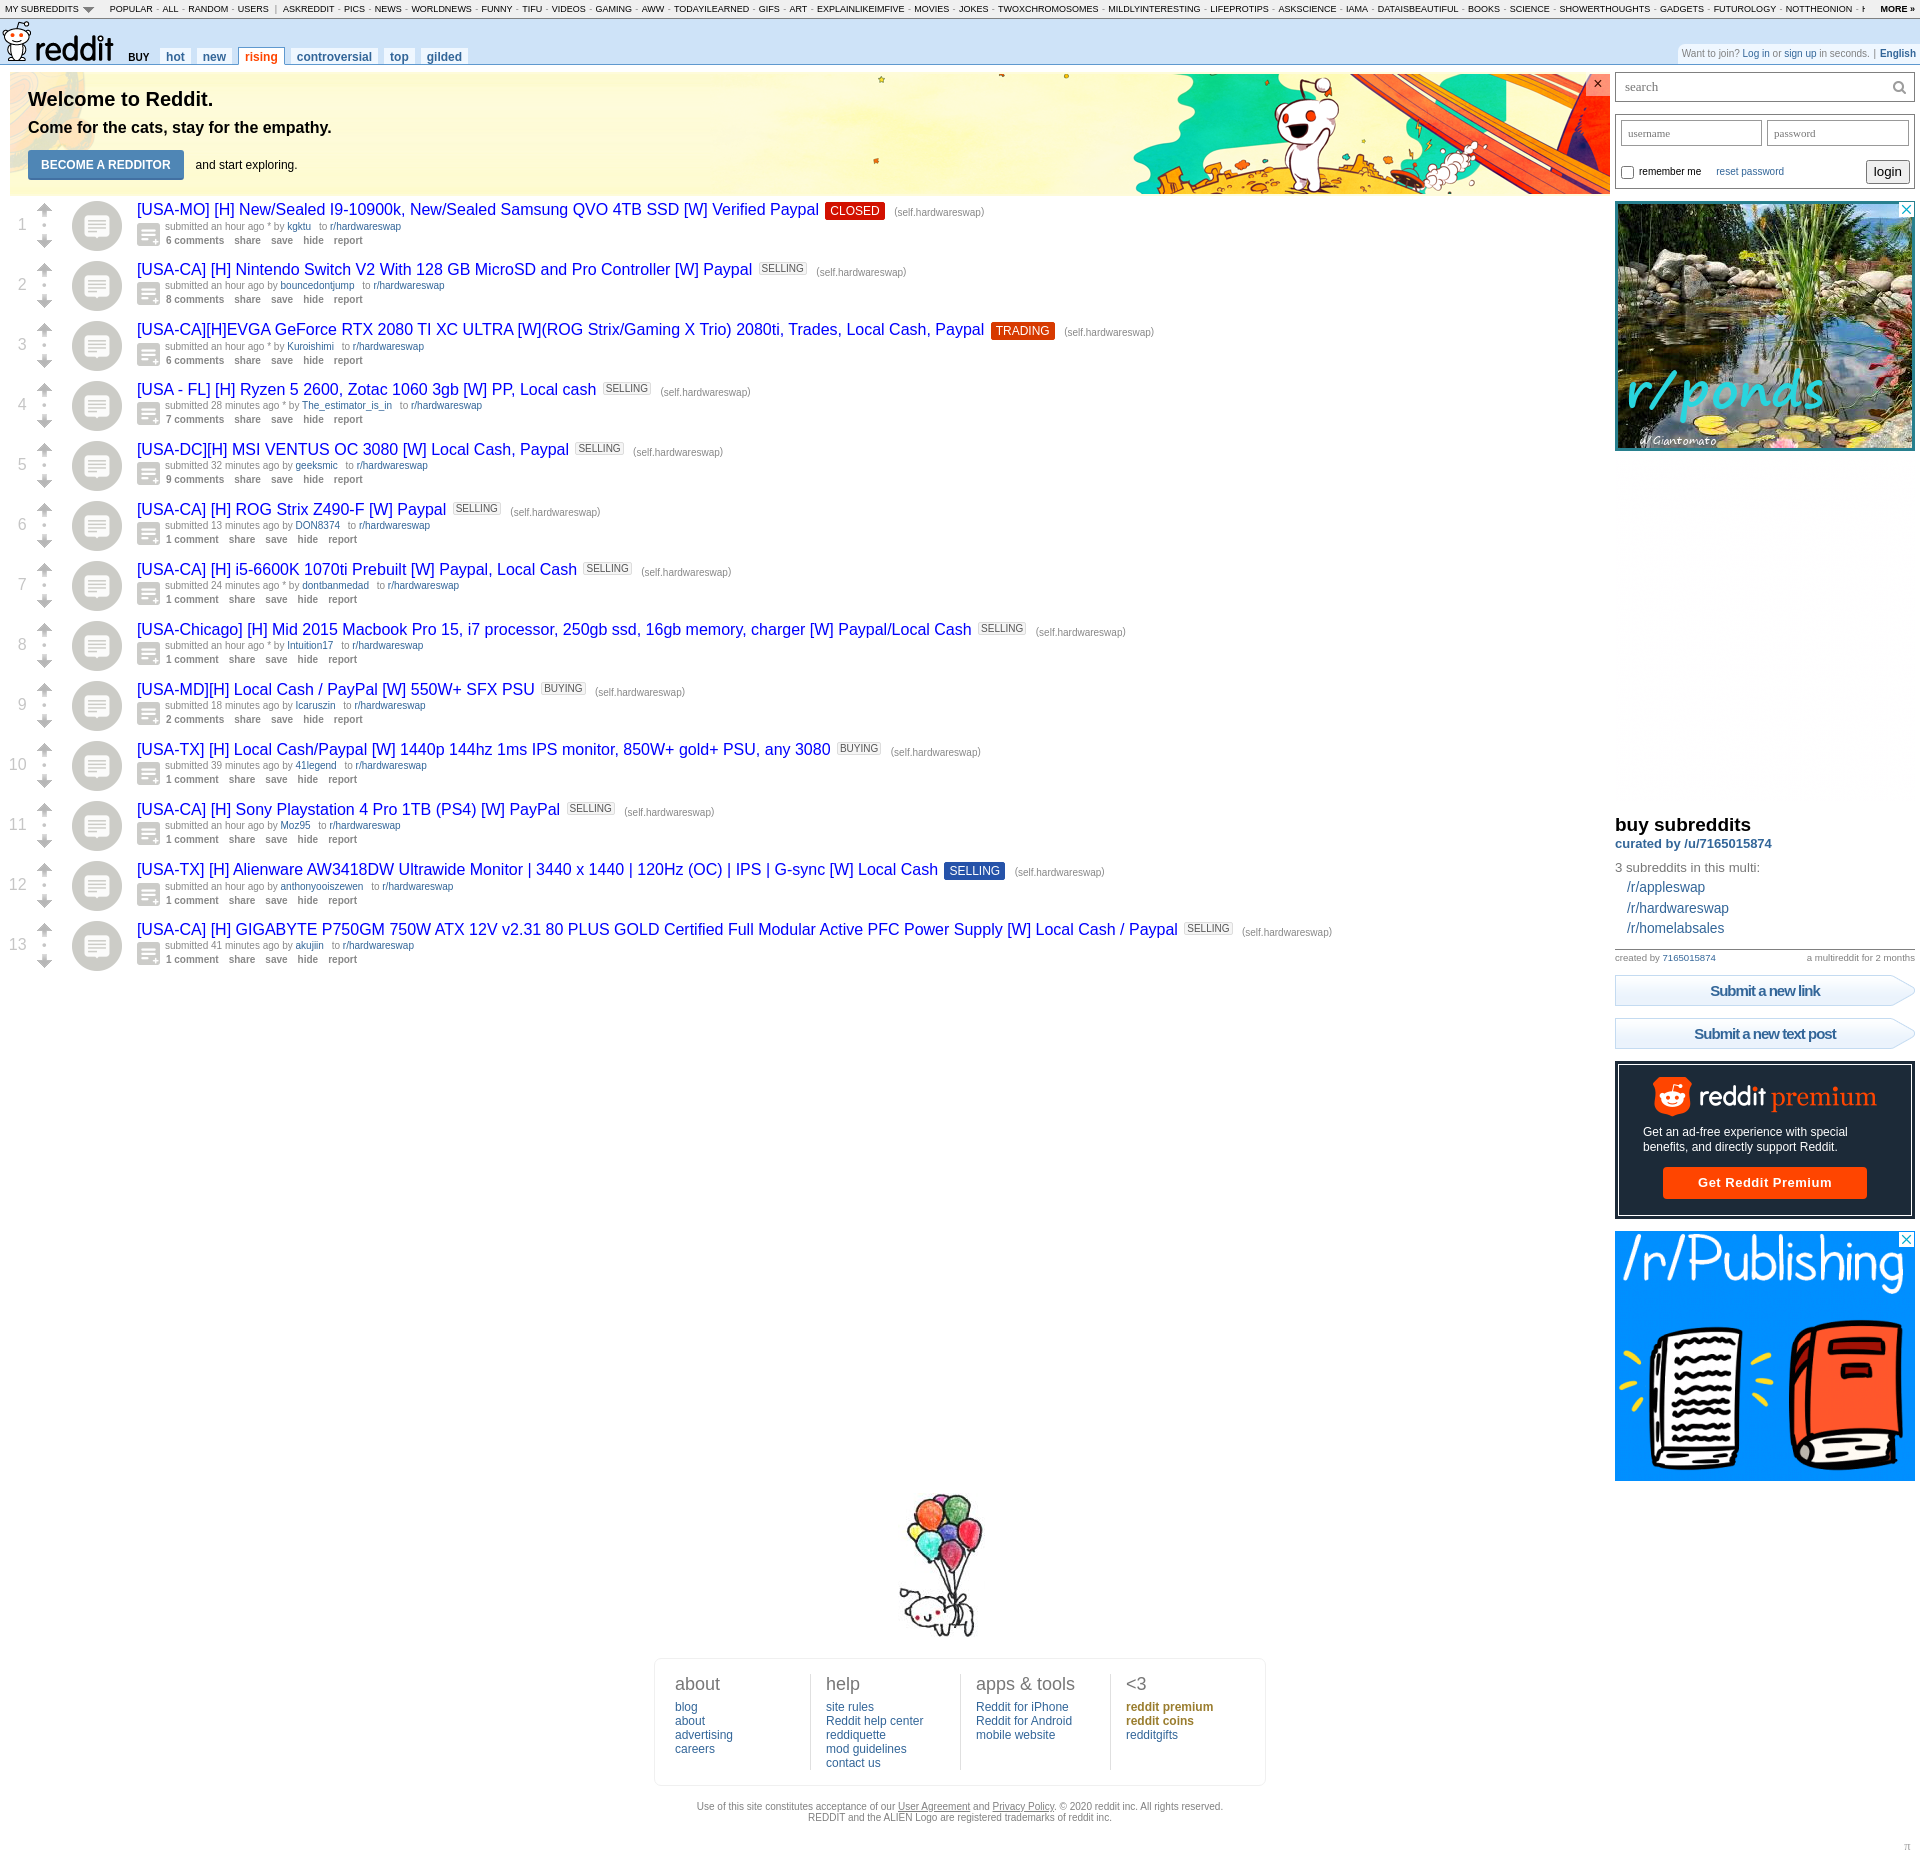 MY SUBREDDITS POPULAR - ALL - RANDOM - USERS | ASKREDDIT - PICS - NEWS - WORLDNEWS - FUNNY - TIFU - VIDEOS - GAMING - AWW - TODAYILEARNED - GIFS - ART - EXPLAINLIKEIMFIVE - MOVIES - JOKES - TWOXCHROMOSOMES - MILDLYINTERESTING - LIFEPROTIPS - ASKSCIENCE - IAMA - DATAISBEAUTIFUL - BOOKS - SCIENCE - SHOWERTHOUGHTS - GADGETS - FUTUROLOGY - NOTTHEONION - MORE »
reddit BUY hot new rising controversial top gilded
Want to join? Log in or sign up in seconds. | English
Welcome to Reddit.
Come for the cats, stay for the empathy.
BECOME A REDDITOR and start exploring.
×
1
[USA-MO] [H] New/Sealed I9-10900k, New/Sealed Samsung QVO 4TB SSD [W] Verified Paypal CLOSED (self.hardwareswap)
submitted an hour ago * by kgktu to r/hardwareswap
6 comments share save hide report
2
[USA-CA] [H] Nintendo Switch V2 With 128 GB MicroSD and Pro Controller [W] Paypal SELLING (self.hardwareswap)
submitted an hour ago by bouncedontjump to r/hardwareswap
8 comments share save hide report
3
[USA-CA][H]EVGA GeForce RTX 2080 TI XC ULTRA [W](ROG Strix/Gaming X Trio) 2080ti, Trades, Local Cash, Paypal TRADING (self.hardwareswap)
submitted an hour ago * by Kuroishimi to r/hardwareswap
6 comments share save hide report
4
[USA - FL] [H] Ryzen 5 2600, Zotac 1060 3gb [W] PP, Local cash SELLING (self.hardwareswap)
submitted 28 minutes ago * by The_estimator_is_in to r/hardwareswap
7 comments share save hide report
5
[USA-DC][H] MSI VENTUS OC 3080 [W] Local Cash, Paypal SELLING (self.hardwareswap)
submitted 32 minutes ago by geeksmic to r/hardwareswap
9 comments share save hide report
6
[USA-CA] [H] ROG Strix Z490-F [W] Paypal SELLING (self.hardwareswap)
submitted 13 minutes ago by DON8374 to r/hardwareswap
1 comment share save hide report
7
[USA-CA] [H] i5-6600K 1070ti Prebuilt [W] Paypal, Local Cash SELLING (self.hardwareswap)
submitted 24 minutes ago * by dontbanmedad to r/hardwareswap
1 comment share save hide report
8
[USA-Chicago] [H] Mid 2015 Macbook Pro 15, i7 processor, 250gb ssd, 16gb memory, charger [W] Paypal/Local Cash SELLING (self.hardwareswap)
submitted an hour ago * by Intuition17 to r/hardwareswap
1 comment share save hide report
9
[USA-MD][H] Local Cash / PayPal [W] 550W+ SFX PSU BUYING (self.hardwareswap)
submitted 18 minutes ago by Icaruszin to r/hardwareswap
2 comments share save hide report
10
[USA-TX] [H] Local Cash/Paypal [W] 1440p 144hz 1ms IPS monitor, 850W+ gold+ PSU, any 3080 BUYING (self.hardwareswap)
submitted 39 minutes ago by 41legend to r/hardwareswap
1 comment share save hide report
11
[USA-CA] [H] Sony Playstation 4 Pro 1TB (PS4) [W] PayPal SELLING (self.hardwareswap)
submitted an hour ago by Moz95 to r/hardwareswap
1 comment share save hide report
12
[USA-TX] [H] Alienware AW3418DW Ultrawide Monitor | 3440 x 1440 | 120Hz (OC) | IPS | G-sync [W] Local Cash SELLING (self.hardwareswap)
submitted an hour ago by anthonyooiszewen to r/hardwareswap
1 comment share save hide report
13
[USA-CA] [H] GIGABYTE P750GM 750W ATX 12V v2.31 80 PLUS GOLD Certified Full Modular Active PFC Power Supply [W] Local Cash / Paypal SELLING (self.hardwareswap)
submitted 41 minutes ago by akujiin to r/hardwareswap
1 comment share save hide report
search
username password
remember me reset password login
r/ponds
u/Giantomato
buy subreddits
curated by /u/7165015874
3 subreddits in this multi:
/r/appleswap
/r/hardwareswap
/r/homelabsales
created by 7165015874 a multireddit for 2 months
Submit a new link
Submit a new text post
reddit premium
Get an ad-free experience with special
benefits, and directly support Reddit.
Get Reddit Premium
/r/Publishing
about
blog
about
advertising
careers
help
site rules
Reddit help center
reddiquette
mod guidelines
contact us
apps & tools
Reddit for iPhone
Reddit for Android
mobile website
<3
reddit premium
reddit coins
redditgifts
Use of this site constitutes acceptance of our User Agreement and Privacy Policy. © 2020 reddit inc. All rights reserved.
REDDIT and the ALIEN Logo are registered trademarks of reddit inc.
π